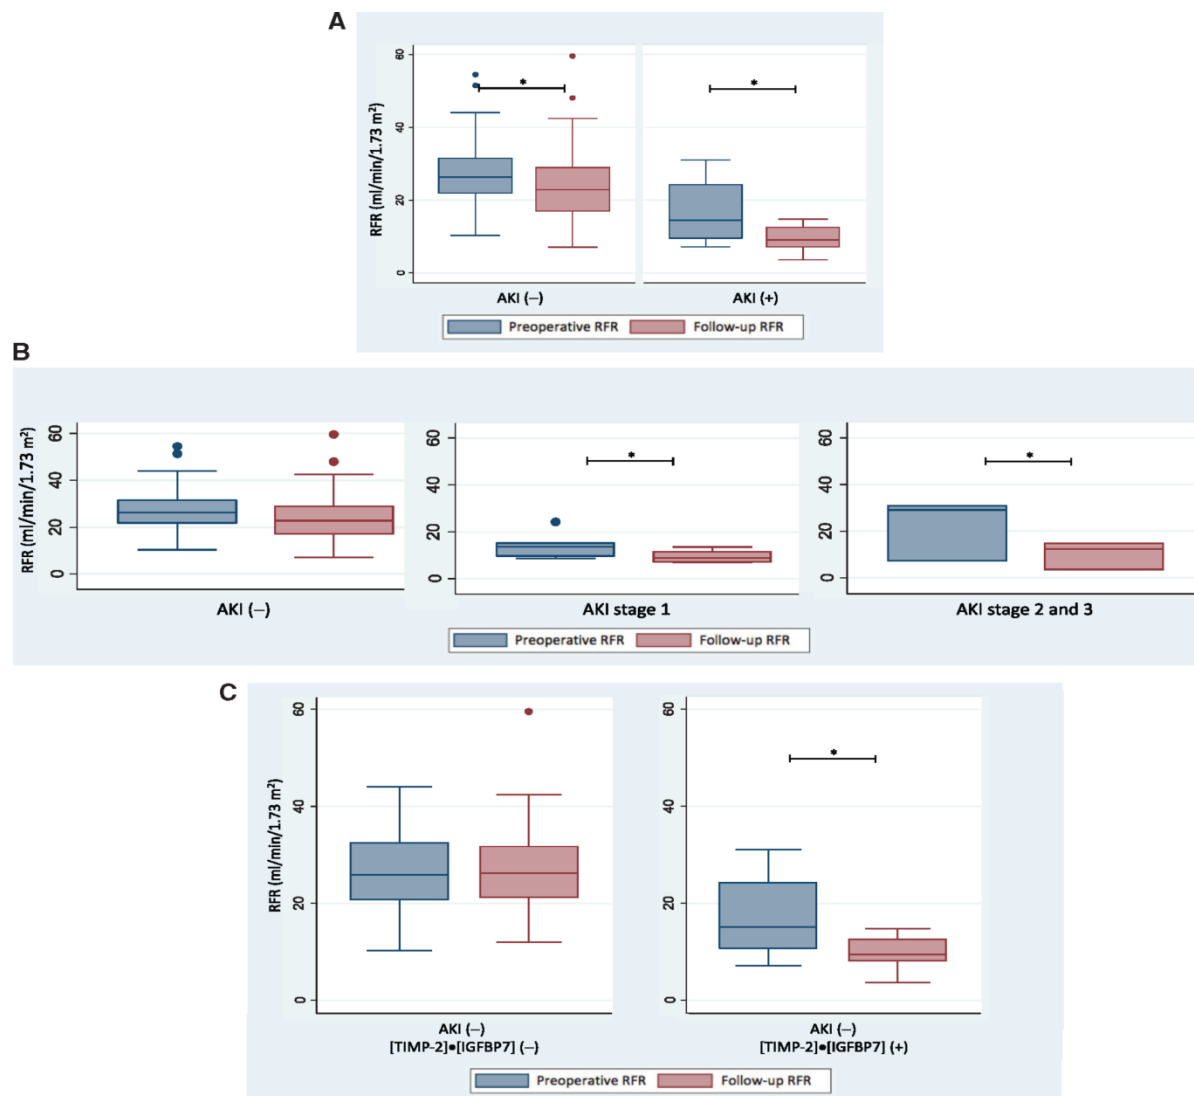 A
RFR (ml/min/1.73 m²)
60
40
20
0
*
*
AKI (–)
AKI (+)
Preoperative RFR
Follow-up RFR
B
RFR (ml/min/1.73 m²)
60
40
20
0
60
40
20
0
*
60
40
20
0
*
AKI (–)
AKI stage 1
AKI stage 2 and 3
Preoperative RFR
Follow-up RFR
C
RFR (ml/min/1.73 m²)
60
40
20
0
60
40
20
0
*
AKI (–)
[TIMP-2]•[IGFBP7] (–)
AKI (–)
[TIMP-2]•[IGFBP7] (+)
Preoperative RFR
Follow-up RFR